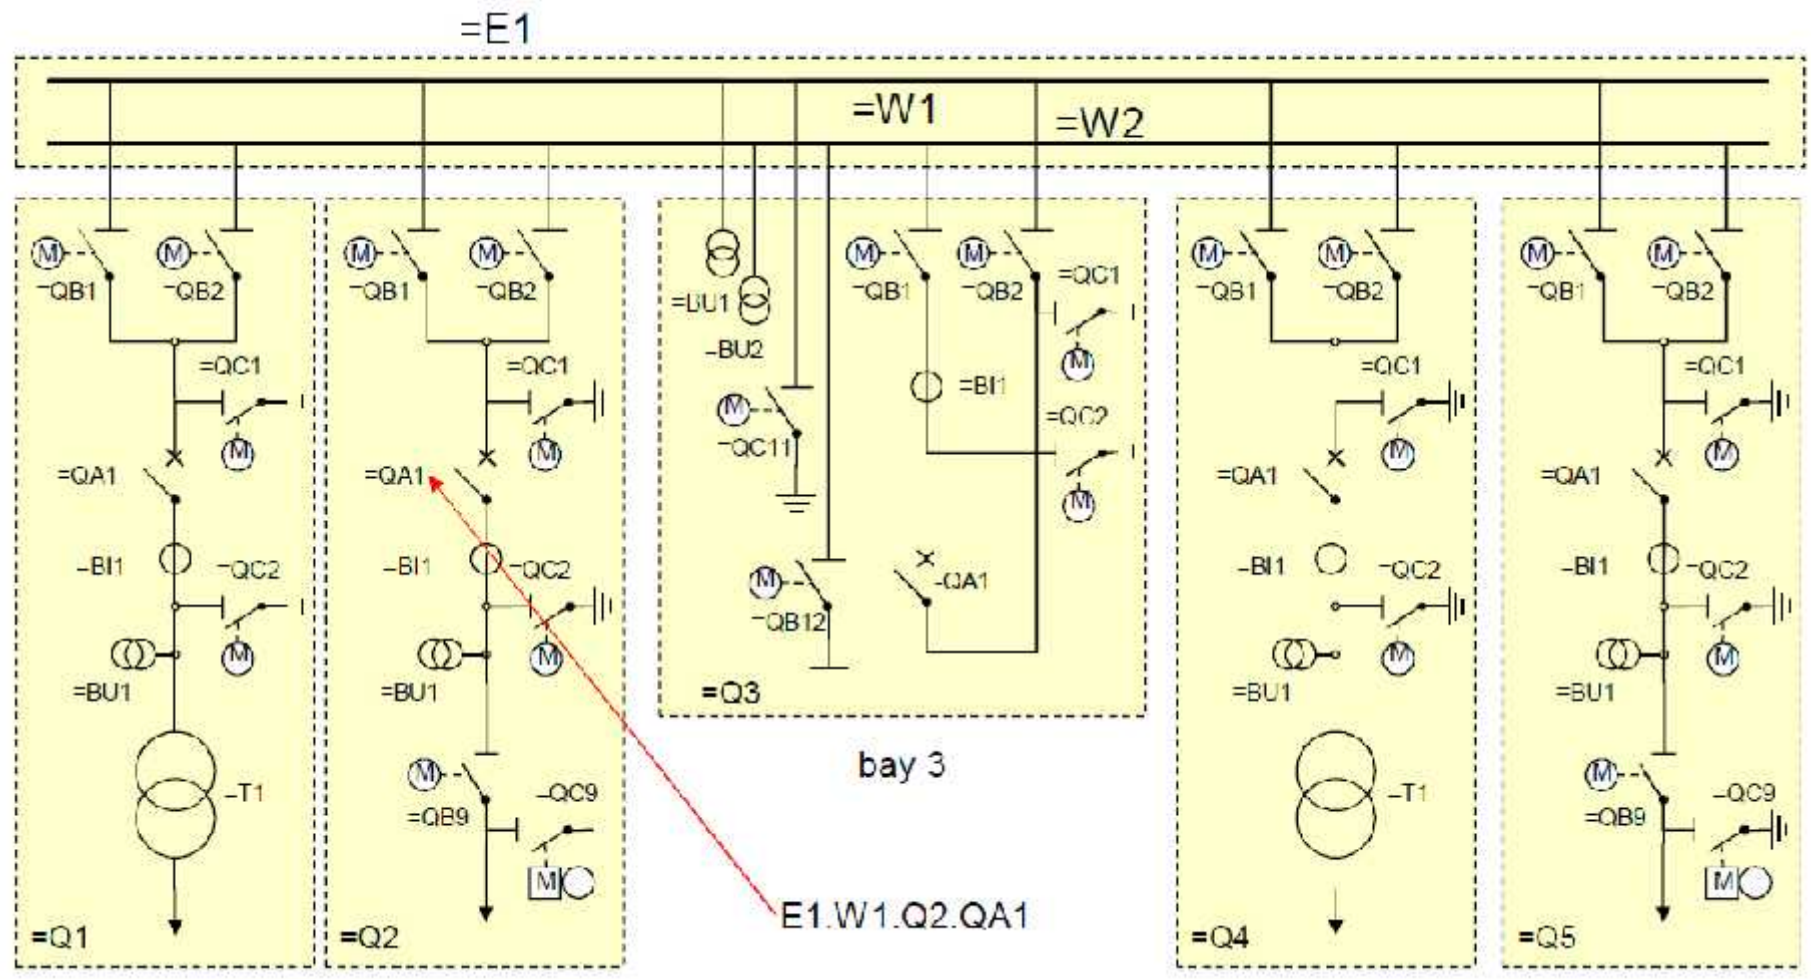 =E1
=W1
=W2
M M M M M M M M M M
¯QB1 ¯QB2 ¯QB1 ¯QB2 ¯QB1 ¯QB2 ¯QB1 ¯QB2 ¯QB1 ¯QB2
=QC1
=BU1
–BU2
M
=QC1 =QC1 =QC1 =QC1
=BI1
M
=QC2
¯QC11
M M M M
=QA1 =QA1 =QA1 =QA1
M
–BI1 ¯QC2 –BI1 ¯QC2 –BI1 ¯QC2 –BI1 ¯QC2
M
–QA1
¯QB12
M M M M
=BU1 =BU1 =BU1 =BU1
=Q3
bay 3
M M
–T1 –QC9 –T1 –QC9
=QB9 =QB9
M M
E1.W1.Q2.QA1
=Q1 =Q2 =Q4 =Q5